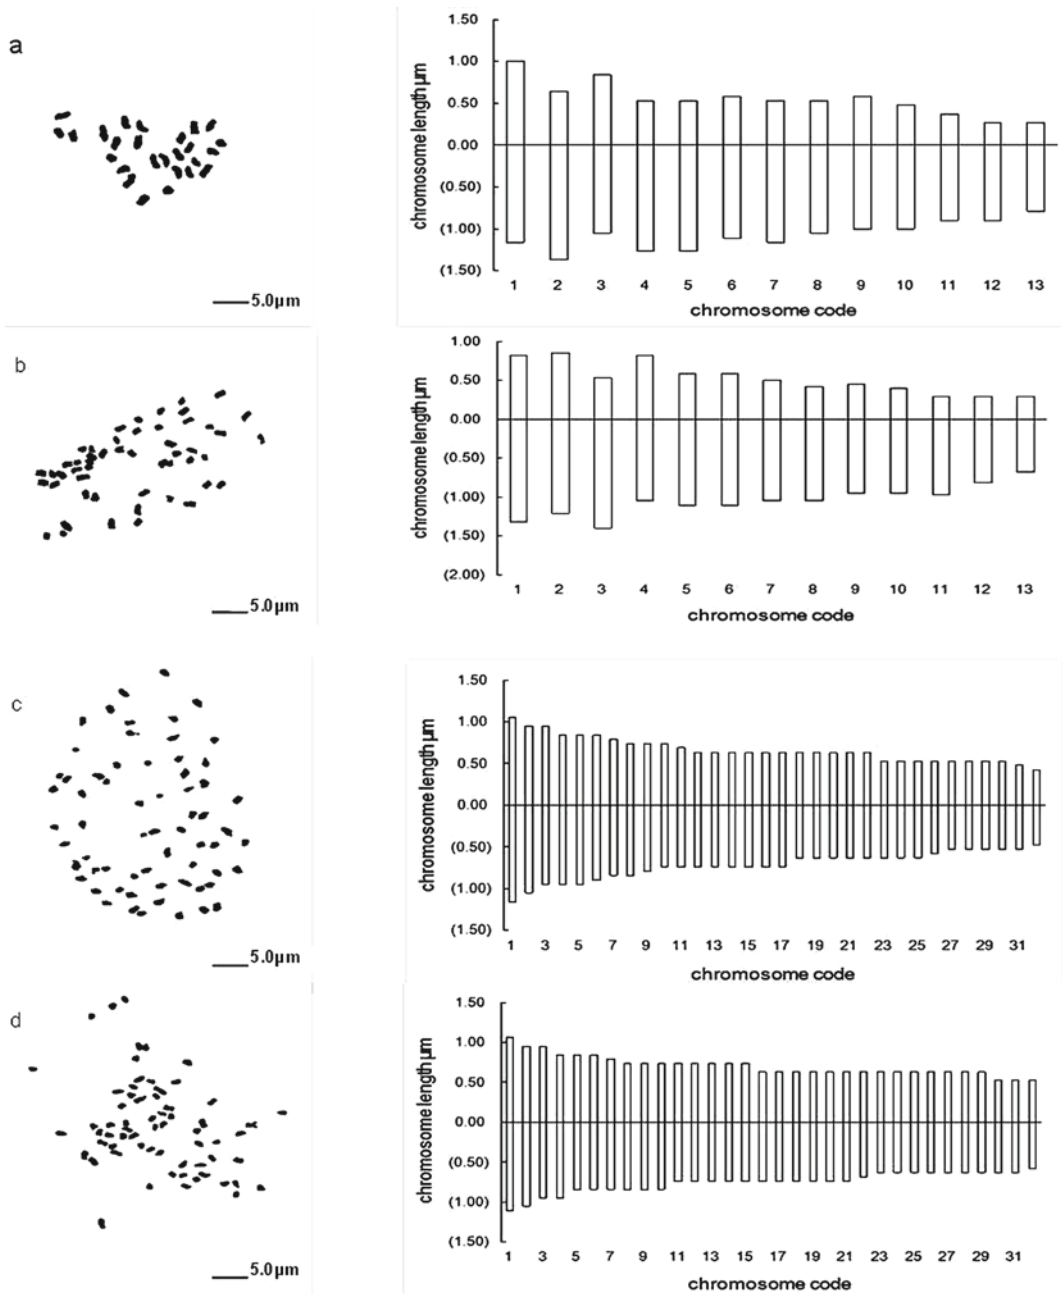 a
5.0μm
chromosome length μm
1.50
1.00
0.50
0.00
(0.50)
(1.00)
(1.50)
1 2 3 4 5 6 7 8 9 10 11 12 13
chromosome code
b
5.0μm
chromosome length μm
1.00
0.50
0.00
(0.50)
(1.00)
(1.50)
(2.00)
1 2 3 4 5 6 7 8 9 10 11 12 13
chromosome code
c
5.0μm
chromosome length μm
1.50
1.00
0.50
0.00
(0.50)
(1.00)
(1.50)
1 3 5 7 9 11 13 15 17 19 21 23 25 27 29 31
chromosome code
d
5.0μm
chromosome length μm
1.50
1.00
0.50
0.00
(0.50)
(1.00)
(1.50)
1 3 5 7 9 11 13 15 17 19 21 23 25 27 29 31
chromosome code